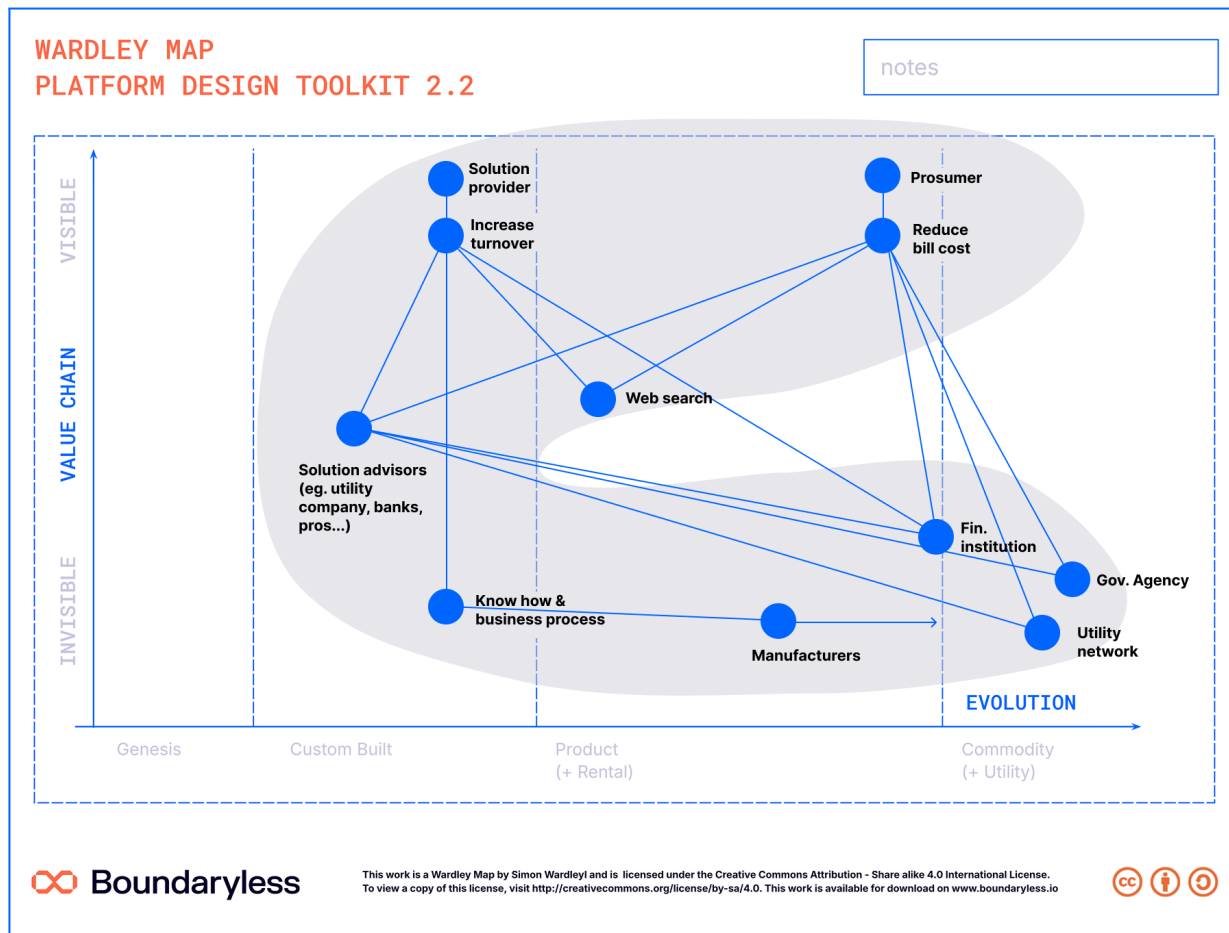 WARDLEY MAP
PLATFORM DESIGN TOOLKIT 2.2
notes
VISIBLE
VALUE CHAIN
INVISIBLE
Solution
provider
Increase
turnover
Prosumer
Reduce
bill cost
Web search
Solution advisors
(eg. utility
company, banks,
pros...)
Fin.
institution
Gov. Agency
Know how &
business process
Manufacturers
Utility
network
EVOLUTION
Genesis
Custom Built
Product
(+ Rental)
Commodity
(+ Utility)
Boundaryless
This work is a Wardley Map by Simon Wardleyl and is licensed under the Creative Commons Attribution - Share alike 4.0 International License.
To view a copy of this license, visit http://creativecommons.org/license/by-sa/4.0. This work is available for download on www.boundaryless.io
cc